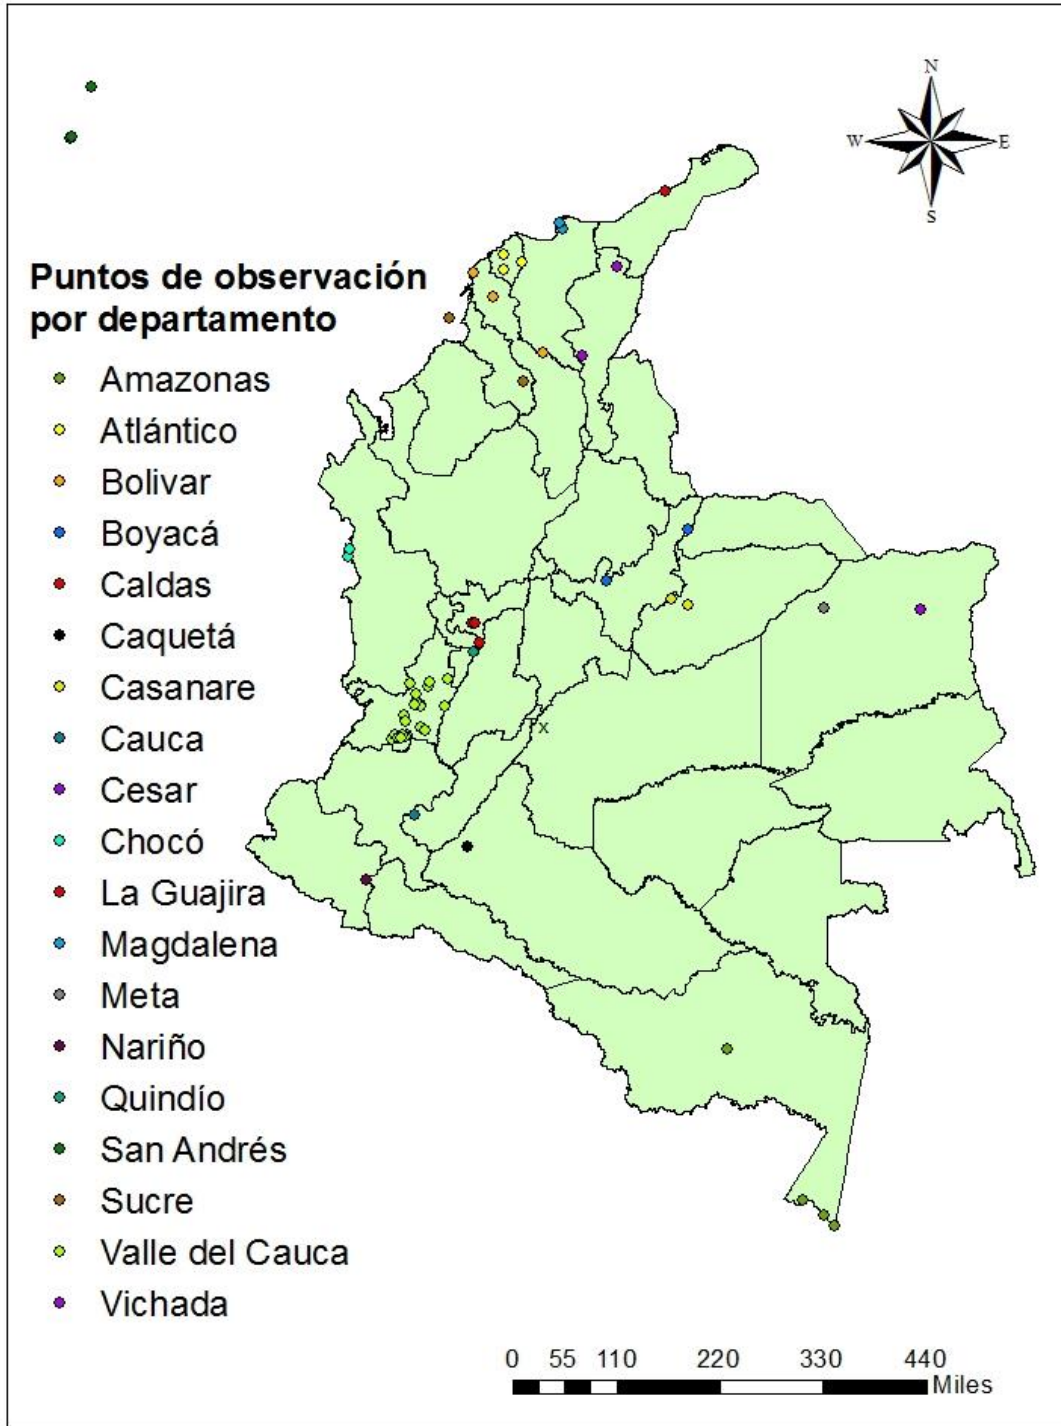 N
W E
S
Puntos de observación
por departamento
Amazonas
Atlántico
Bolivar
Boyacá
Caldas
Caquetá
Casanare
Cauca
Cesar
Chocó
La Guajira
Magdalena
Meta
Nariño
Quindío
San Andrés
Sucre
Valle del Cauca
Vichada
0 55 110 220 330 440
Miles